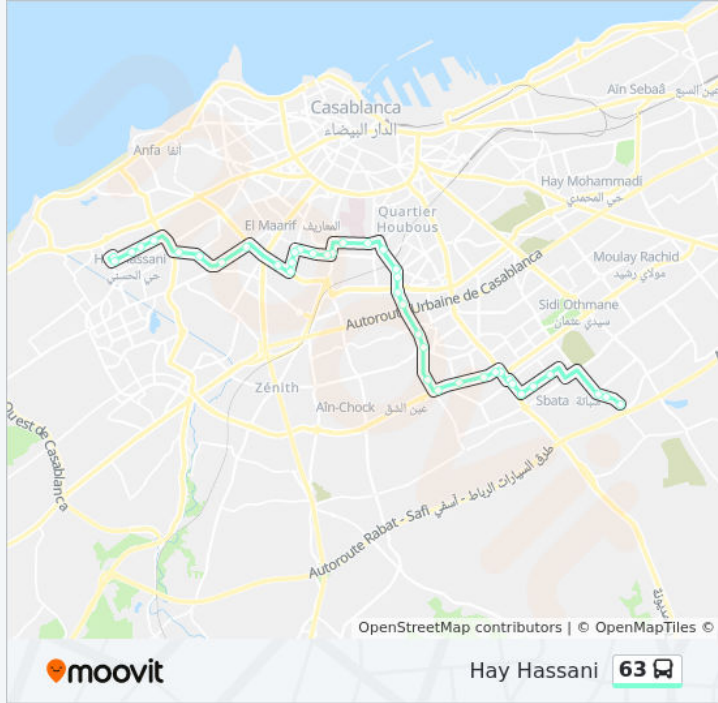 Casablanca
الدار البيضاء
Aïn Sebaâ عين السبع
Anfa أنفا
Hay Mohammadi
حي المحمدي
El Maarif المعاريف
Quartier
Houbous
Hay Hassani
حي الحسني
Moulay Rachid
مولاي رشيد
Autoroute Urbaine de Casablanca
Sidi Othmane
سيدي عثمان
Zénith
Aïn-Chock عين الشق
Sbata سباتة
Ouest de Casablanca
طريق السيارات الرباط - آسفي
Autoroute Rabat - Safi
مديونة
OpenStreetMap contributors | © OpenMapTiles ©
moovit
Hay Hassani 63